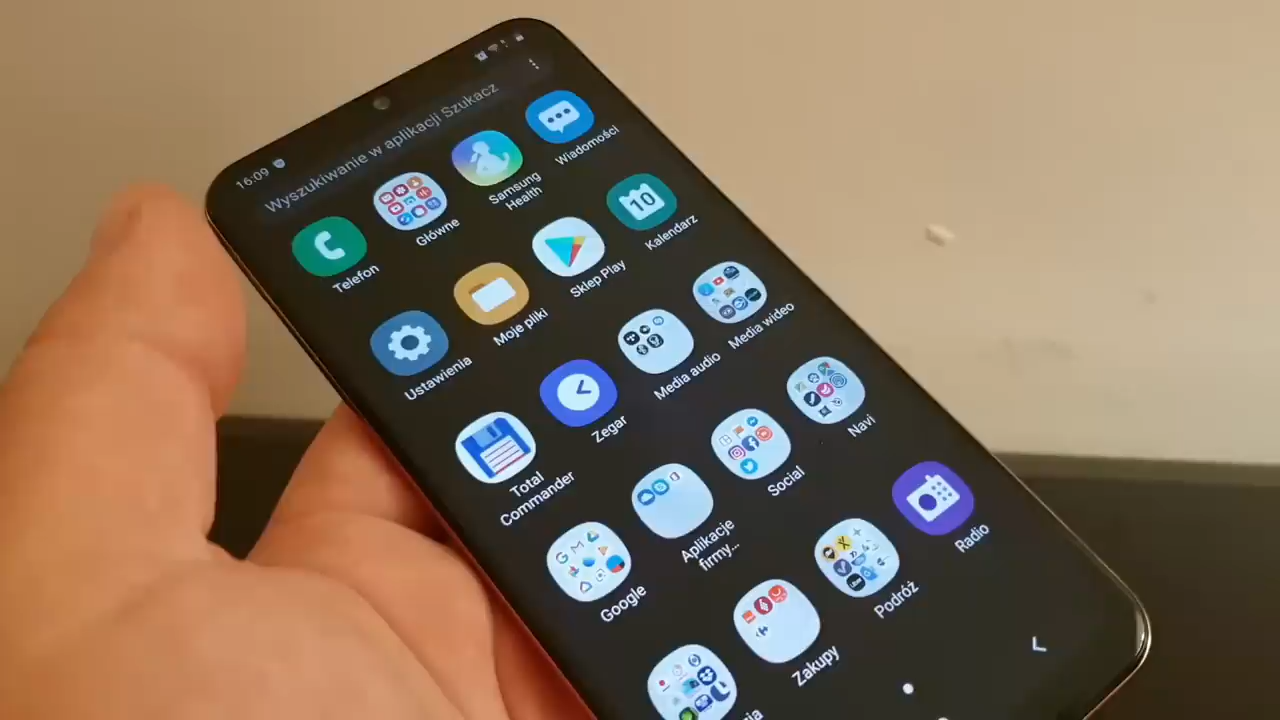 16:09
Wyszukiwanie w aplikacji Szukacz
Telefon
Główne
Samsung
Health
Wiadomości
Ustawienia
Moje pliki
Sklep Play
10
Kalendarz
Total
Commander
Zegar
Media audio
Media wideo
Google
Aplikacje
firmy...
Social
Navi
Zakupy
Podróż
Radio